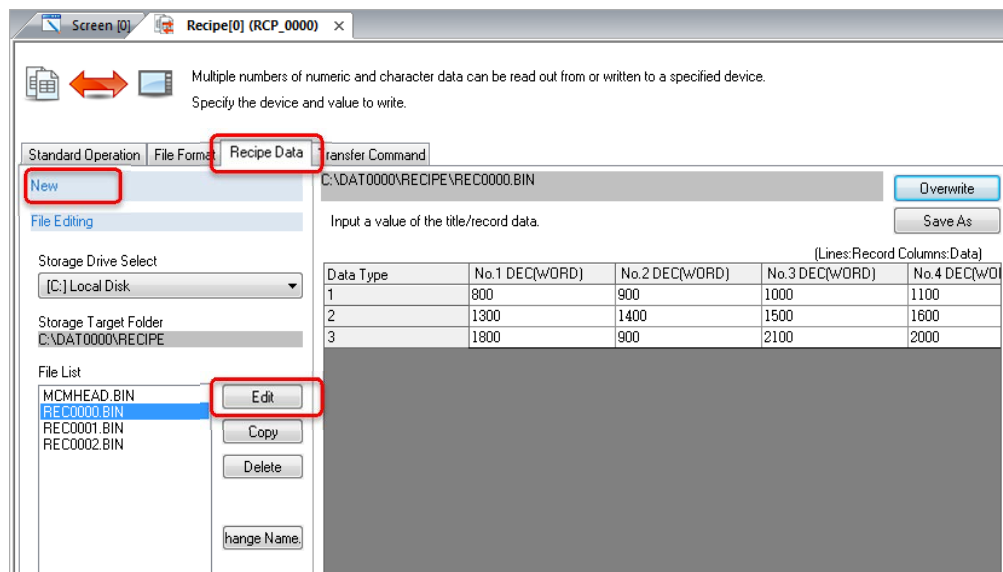 Screen [0]
Recipe[0] (RCP_0000)
Multiple numbers of numeric and character data can be read out from or written to a specified device.
Specify the device and value to write.
Standard Operation
File Format
Recipe Data
Transfer Command
New
File Editing
Storage Drive Select
[C:] Local Disk
Storage Target Folder
C:\DAT0000\RECIPE
File List
MCMHEAD.BIN
REC0000.BIN
REC0001.BIN
REC0002.BIN
Edit
Copy
Delete
hange Name.
C:\DAT0000\RECIPE\REC0000.BIN
Overwrite
Input a value of the title/record data.
Save As
(Lines:Record Columns:Data)
Data Type No.1 DEC(WORD) No.2 DEC(WORD) No.3 DEC(WORD) No.4 DEC(WOI
1 800 900 1000 1100
2 1300 1400 1500 1600
3 1800 900 2100 2000